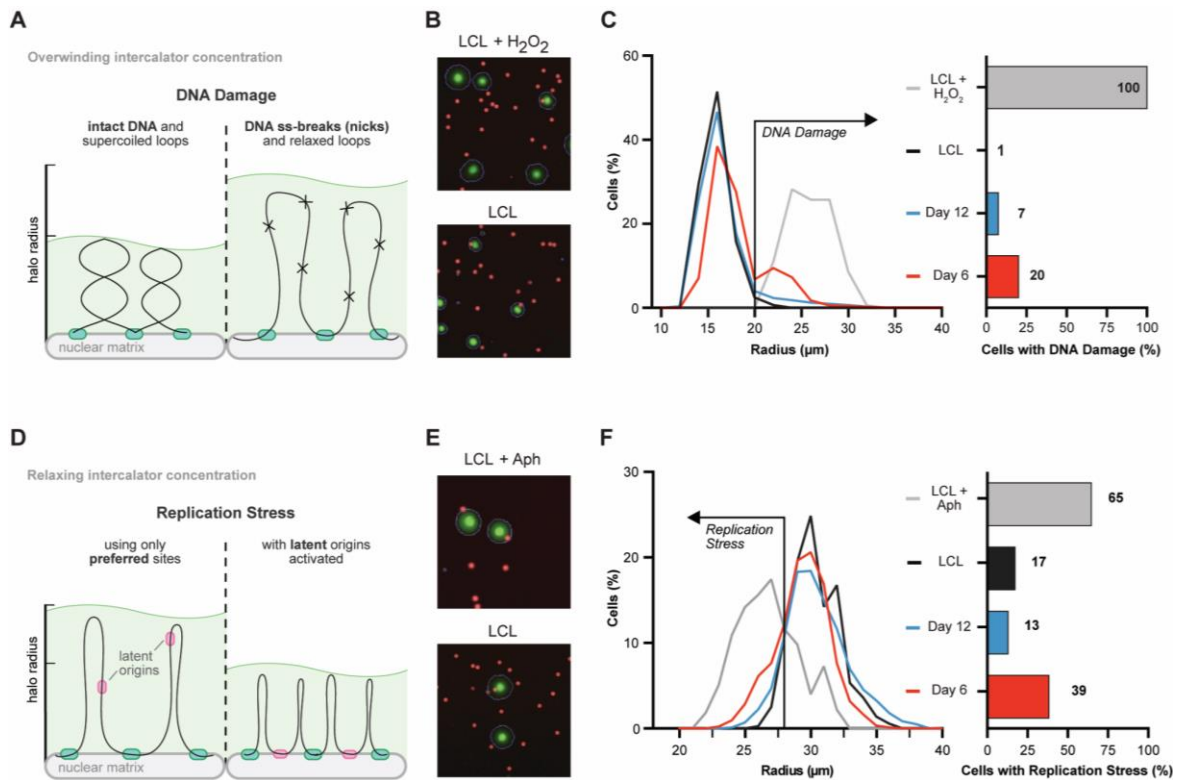 A
Overwinding intercalator concentration
DNA Damage
intact DNA and
supercoiled loops
DNA ss-breaks (nicks)
and relaxed loops
halo radius
nuclear matrix
B
LCL + H₂O₂
LCL
C
60
40
20
0
Cells (%)
DNA Damage
10
15
20
25
30
35
40
Radius (µm)
LCL +
H₂O₂
100
LCL
1
Day 12
7
Day 6
20
0
25
50
75
100
Cells with DNA Damage (%)
D
Relaxing intercalator concentration
Replication Stress
using only
preferred sites
with latent origins
activated
halo radius
latent
origins
nuclear matrix
E
LCL + Aph
LCL
F
30
20
10
0
Cells (%)
Replication
Stress
20
25
30
35
40
Radius (µm)
LCL +
Aph
65
LCL
17
Day 12
13
Day 6
39
0
25
50
75
100
Cells with Replication Stress (%)